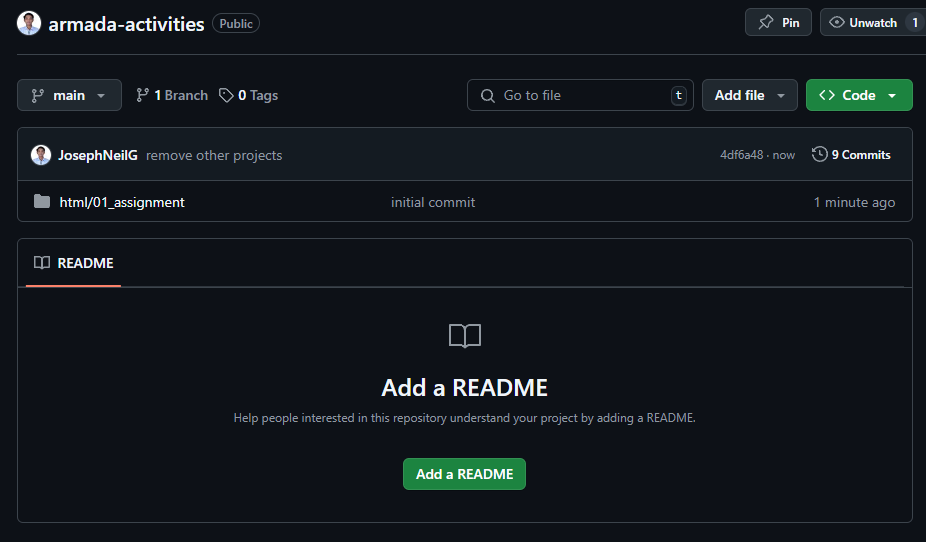 armada-activities Public Pin Unwatch 1
main 1 Branch 0 Tags Go to file t Add file Code
JosephNeilG remove other projects 4df6a48 · now 9 Commits
html/01_assignment initial commit 1 minute ago
README
Add a README
Help people interested in this repository understand your project by adding a README.
Add a README